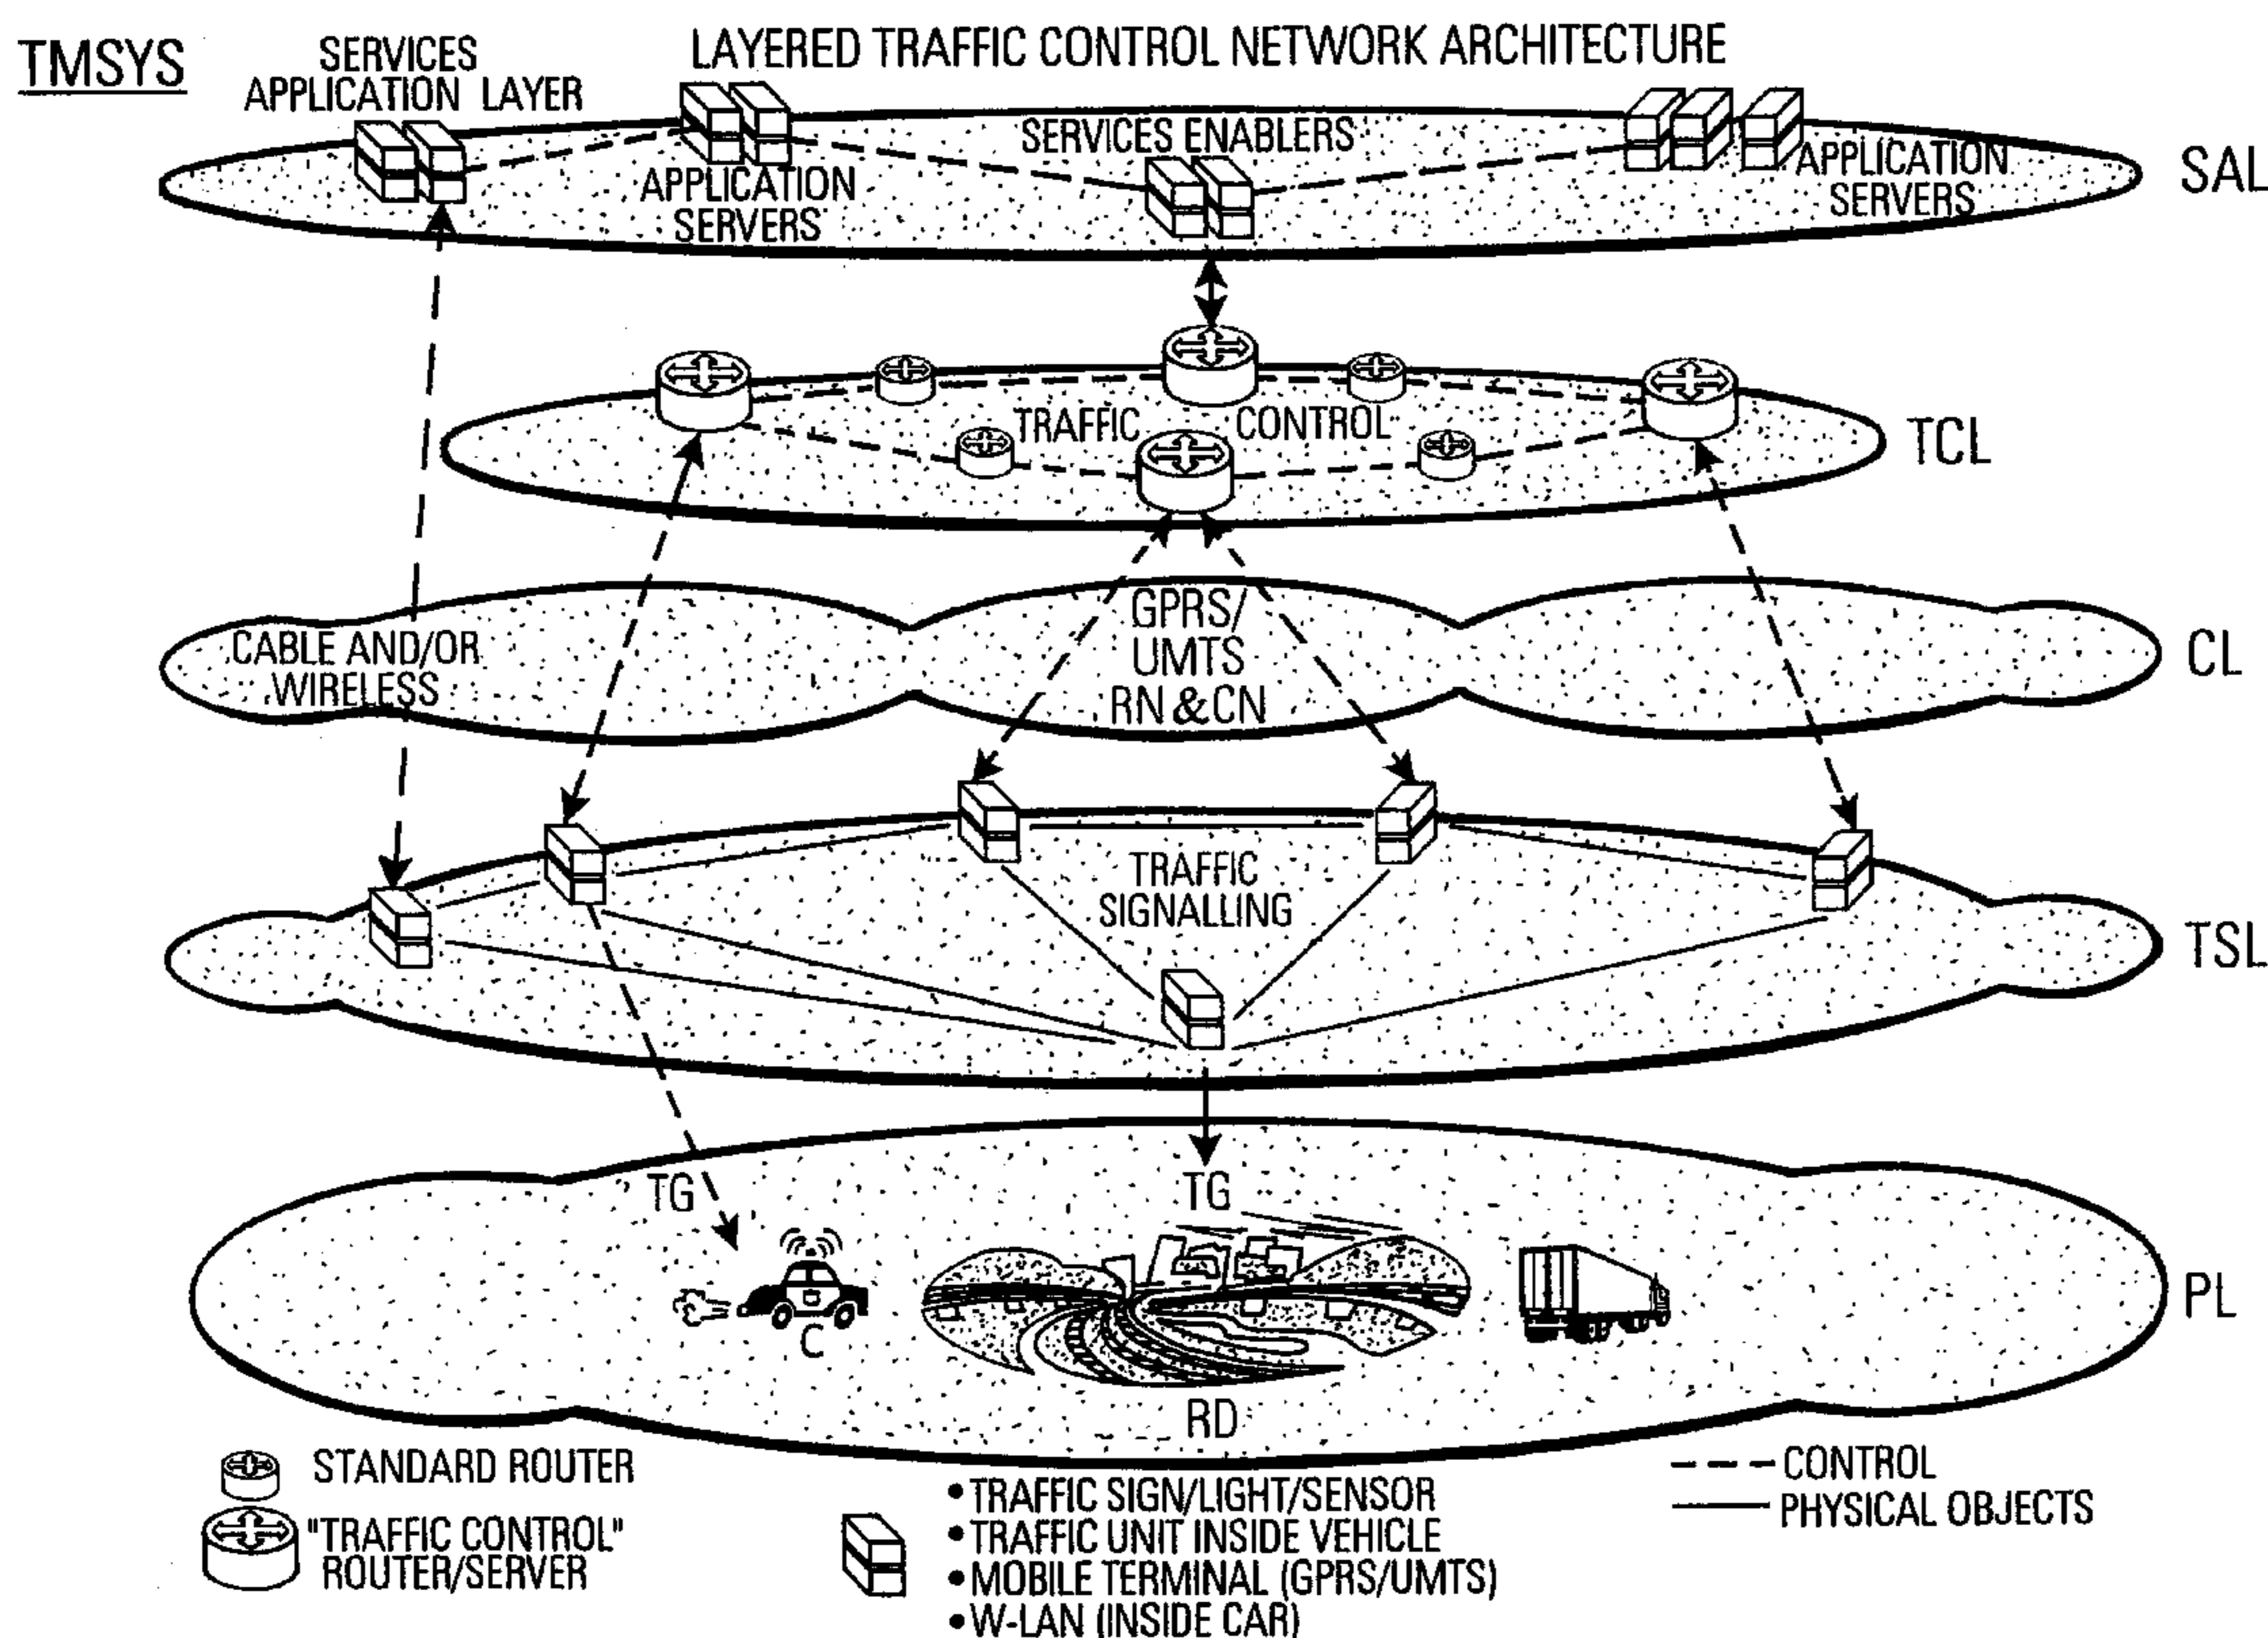 TMSYS
LAYERED TRAFFIC CONTROL NETWORK ARCHITECTURE
SERVICES
APPLICATION LAYER
SERVICES ENABLERS
APPLICATION
SERVERS
APPLICATION
SERVERS
SAL
TRAFFIC CONTROL
TCL
CABLE AND/OR
WIRELESS
GPRS/
UMTS
RN & CN
CL
TRAFFIC
SIGNALLING
TSL
TG
TG
C
RD
PL
STANDARD ROUTER
"TRAFFIC CONTROL"
ROUTER/SERVER
• TRAFFIC SIGN/LIGHT/SENSOR
• TRAFFIC UNIT INSIDE VEHICLE
• MOBILE TERMINAL (GPRS/UMTS)
• W-LAN (INSIDE CAR)
CONTROL
PHYSICAL OBJECTS